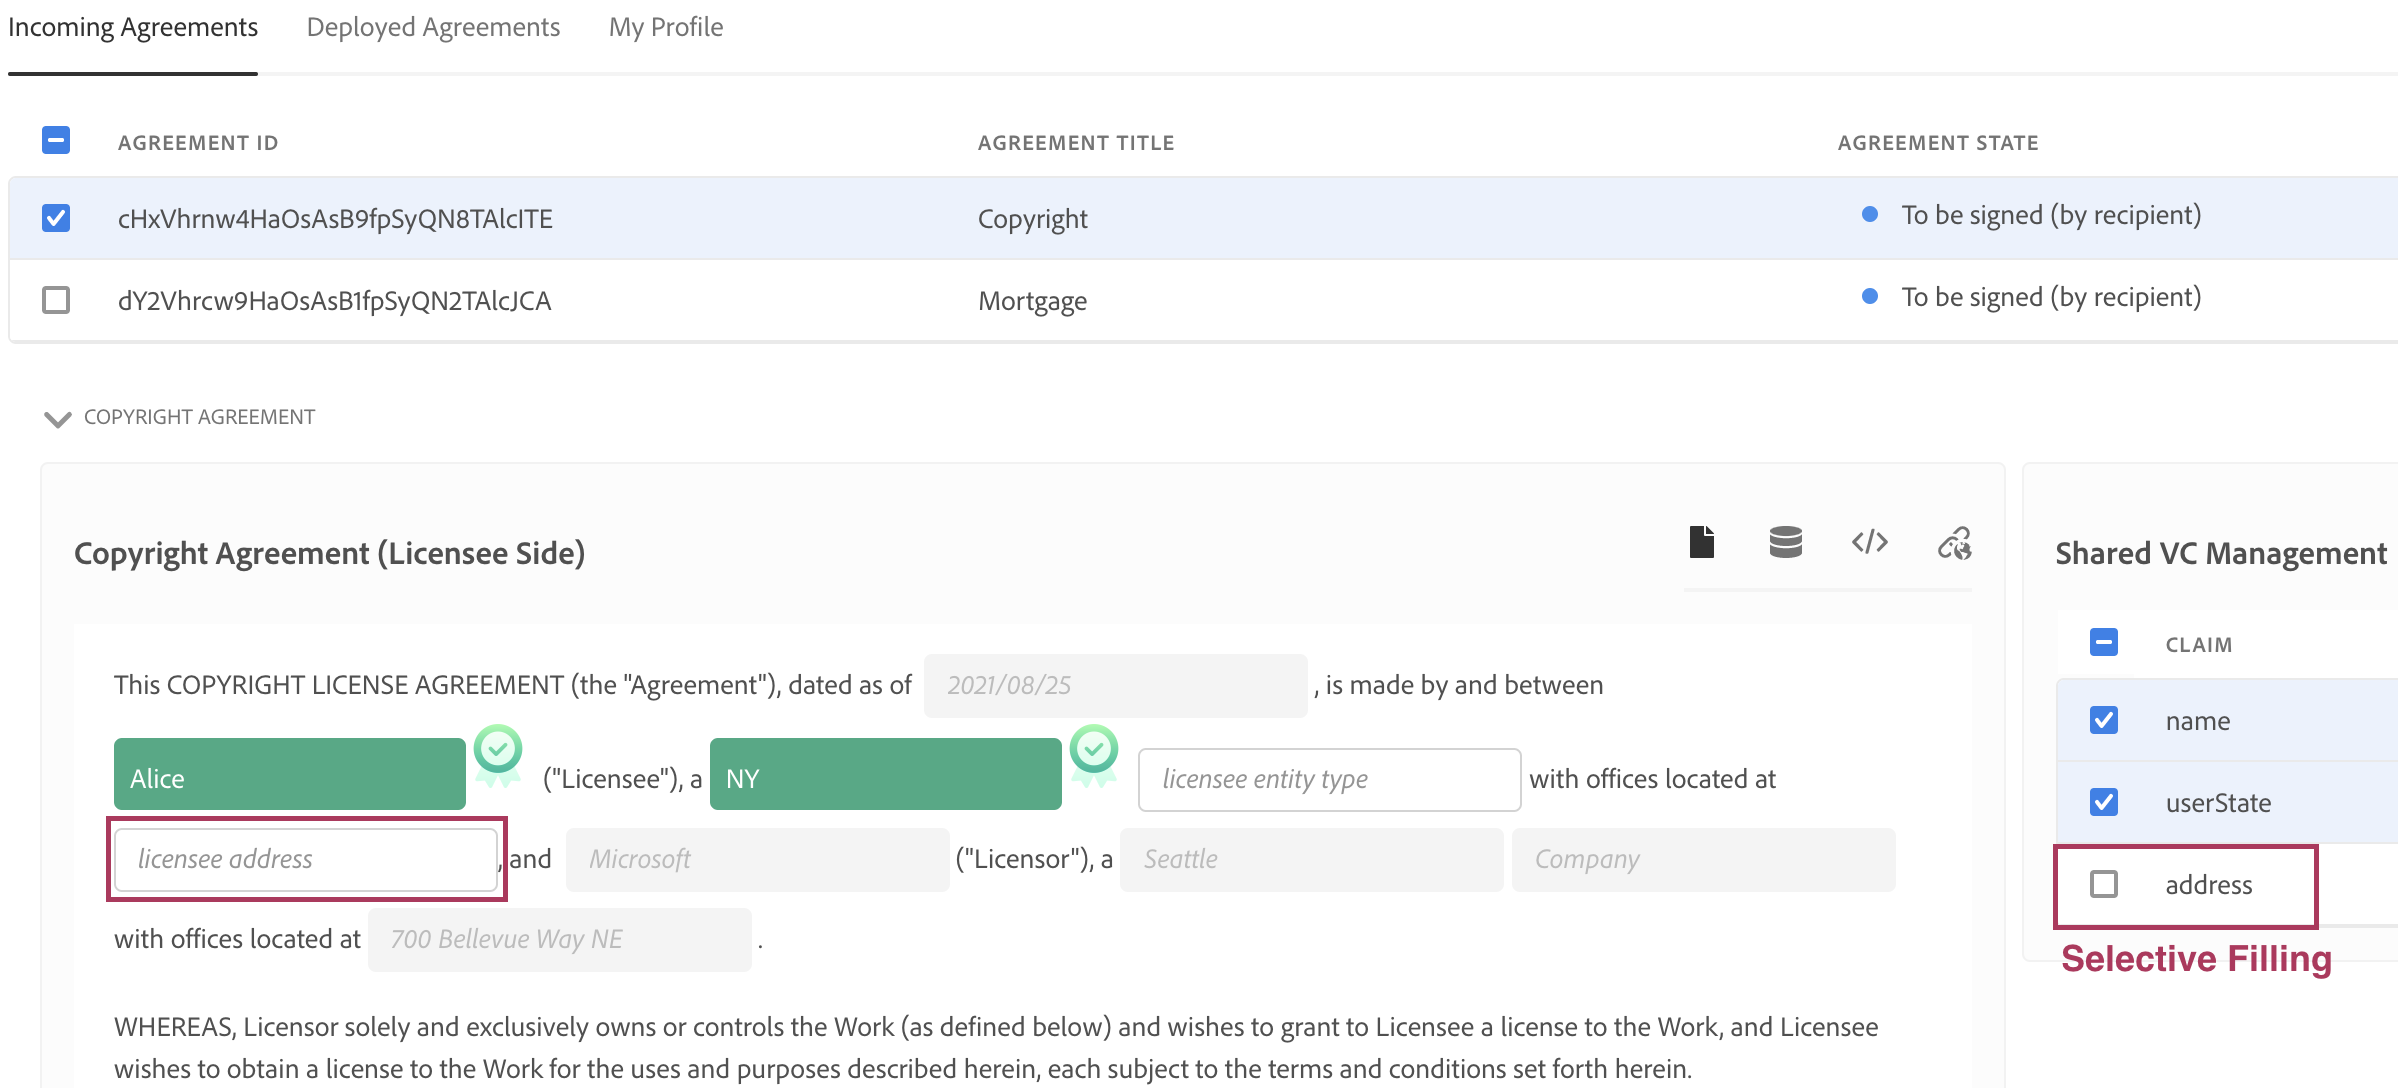 Incoming Agreements Deployed Agreements My Profile
AGREEMENT ID AGREEMENT TITLE AGREEMENT STATE
cHxVhrnw4HaOsAsB9fpSyQN8TAlcITE Copyright To be signed (by recipient)
dY2Vhrcw9HaOsAsB1fpSyQN2TAlcJCA Mortgage To be signed (by recipient)
COPYRIGHT AGREEMENT
Copyright Agreement (Licensee Side)
This COPYRIGHT LICENSE AGREEMENT (the "Agreement"), dated as of 2021/08/25 , is made by and between
Alice ("Licensee"), a NY licensee entity type with offices located at
licensee address , and Microsoft ("Licensor"), a Seattle Company
with offices located at 700 Bellevue Way NE .
WHEREAS, Licensor solely and exclusively owns or controls the Work (as defined below) and wishes to grant to Licensee a license to the Work, and Licensee
wishes to obtain a license to the Work for the uses and purposes described herein, each subject to the terms and conditions set forth herein.
Shared VC Management
CLAIM
name
userState
address
Selective Filling